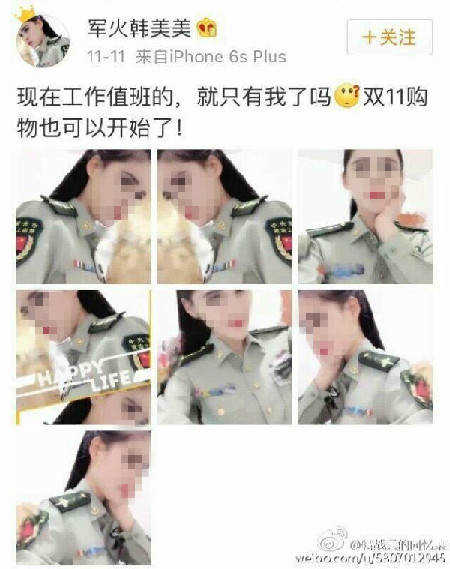 军火韩美美
+关注
11-11 来自iPhone 6s Plus
现在工作值班的，就只有我了吗 双11购
物也可以开始了！
HAPPY
LIFE
weibo.com/u/5307012945